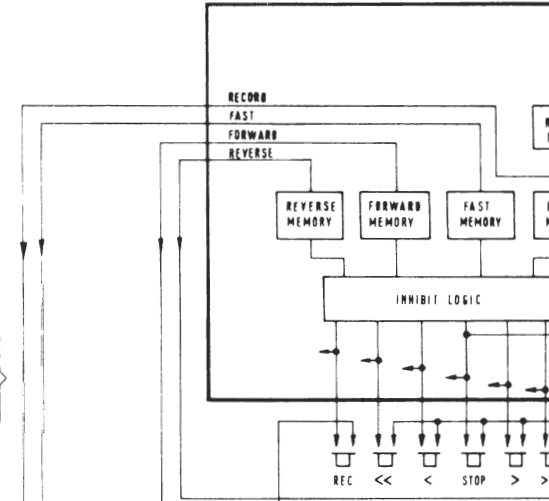 RECORD
FAST
FORWARD
REVERSE
REVERSE
MEMORY
FORWARD
MEMORY
FAST
MEMORY
INHIBIT LOGIC
REC << < STOP > >